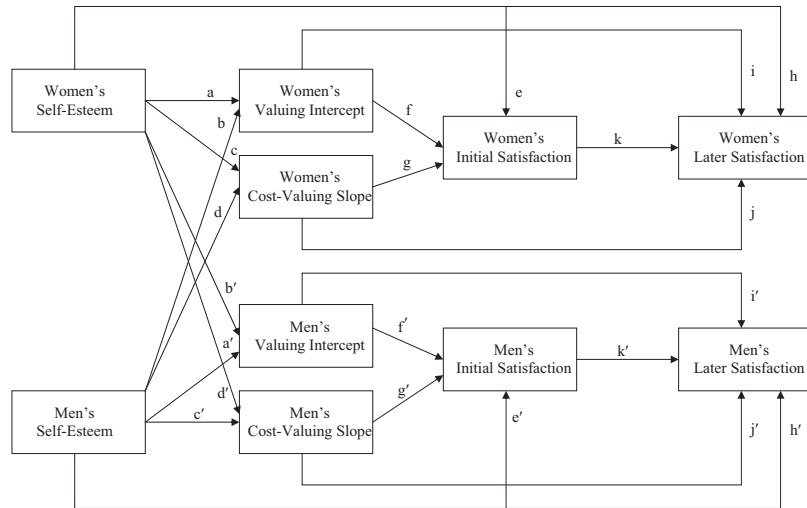 Women’s
Self-Esteem
a
b
c
d
Women’s
Valuing Intercept
Women’s
Cost-Valuing Slope
f
g
e
Women’s
Initial Satisfaction
k
i
h
Women’s
Later Satisfaction
j
b′
a′
d′
c′
Men’s
Self-Esteem
Men’s
Valuing Intercept
Men’s
Cost-Valuing Slope
f′
g′
Men’s
Initial Satisfaction
e′
k′
i′
Men’s
Later Satisfaction
j′
h′